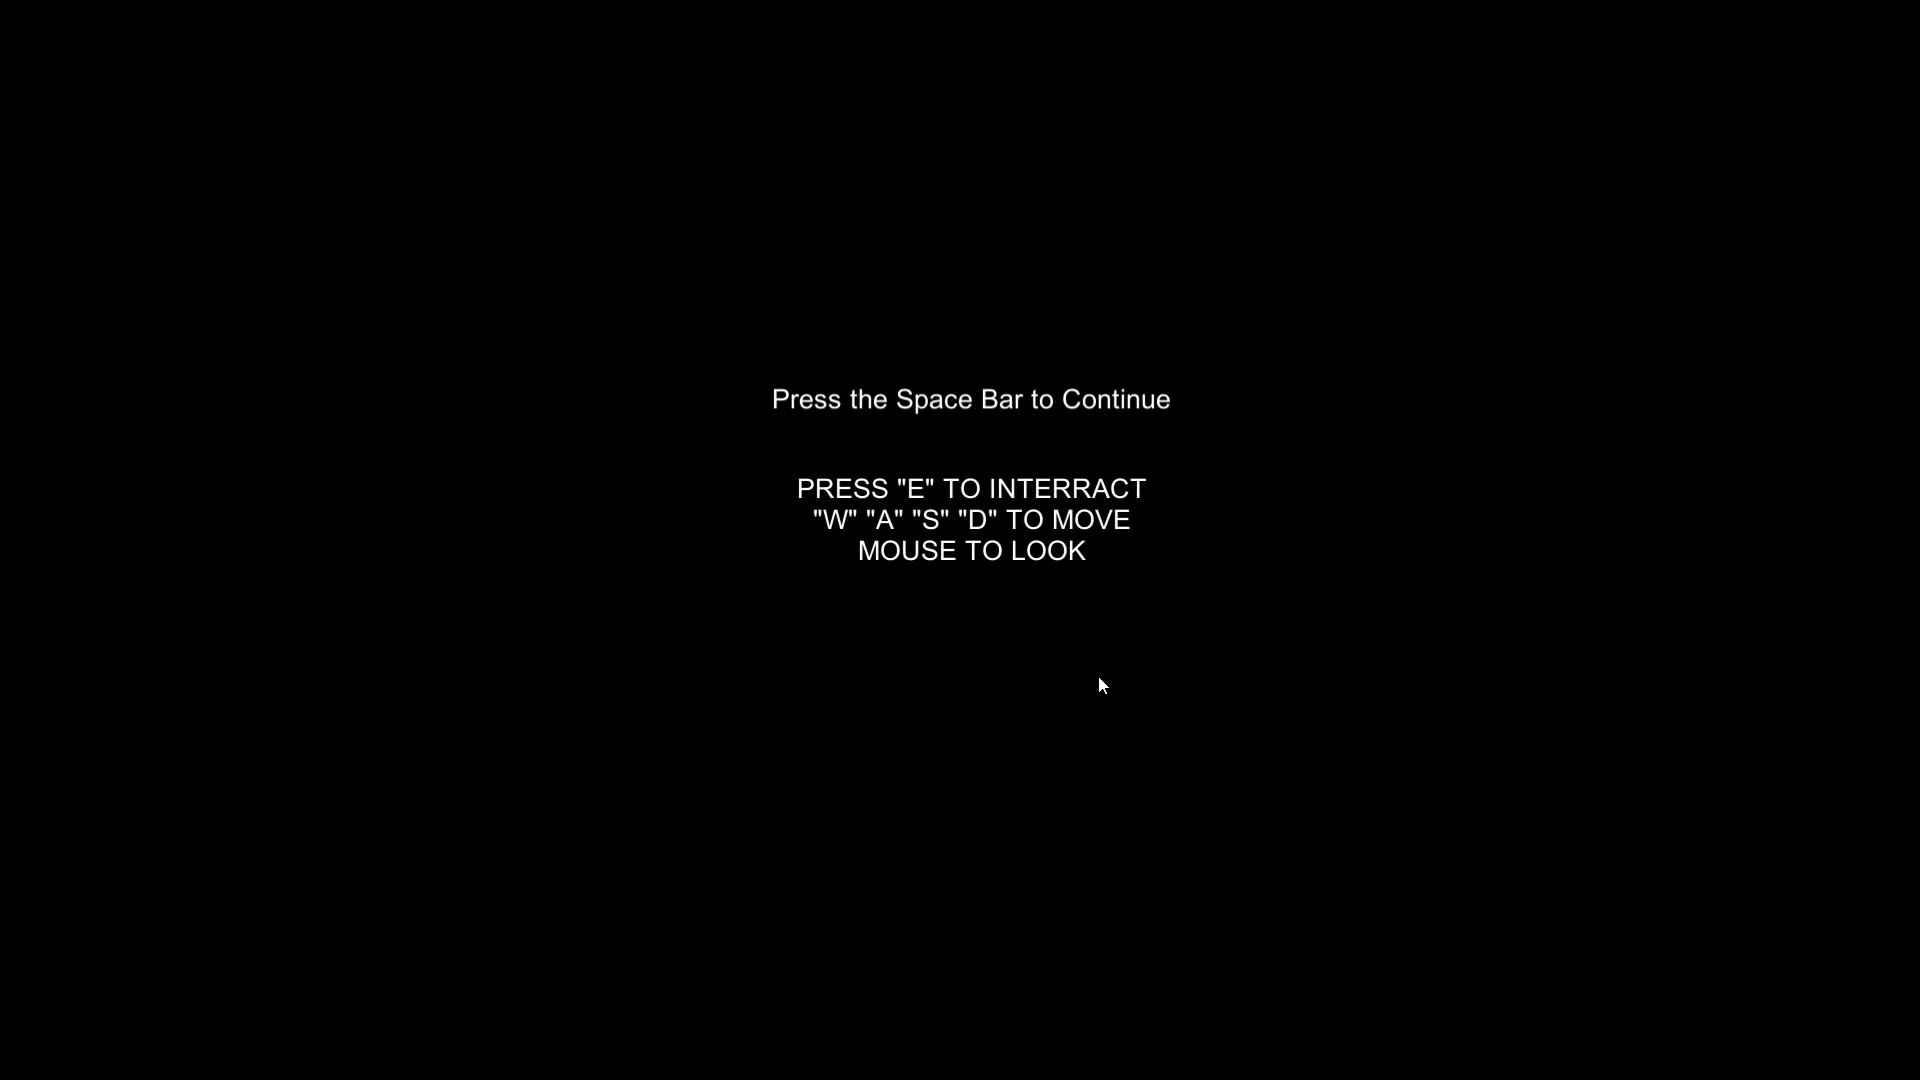 Press the Space Bar to Continue
PRESS "E" TO INTERRACT
"W" "A" "S" "D" TO MOVE
MOUSE TO LOOK